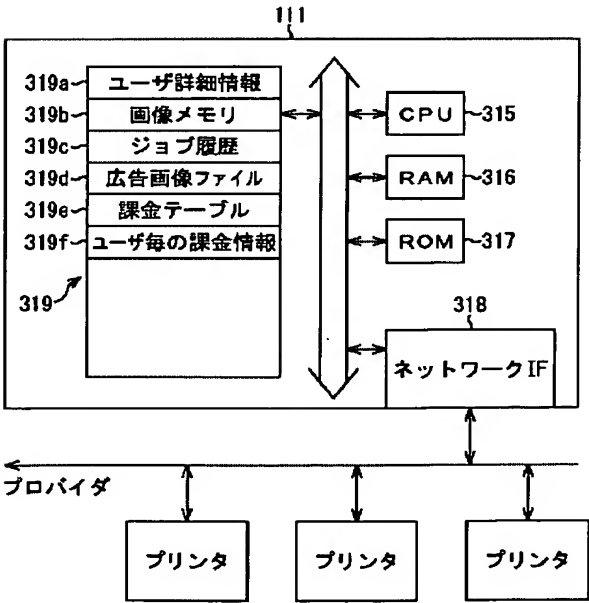 111
319a ユーザ詳細情報
319b 画像メモリ
319c ジョブ履歴
319d 広告画像ファイル
319e 課金テーブル
319f ユーザ毎の課金情報
319
CPU 315
RAM 316
ROM 317
318
ネットワークIF
プロバイダ
プリンタ プリンタ プリンタ